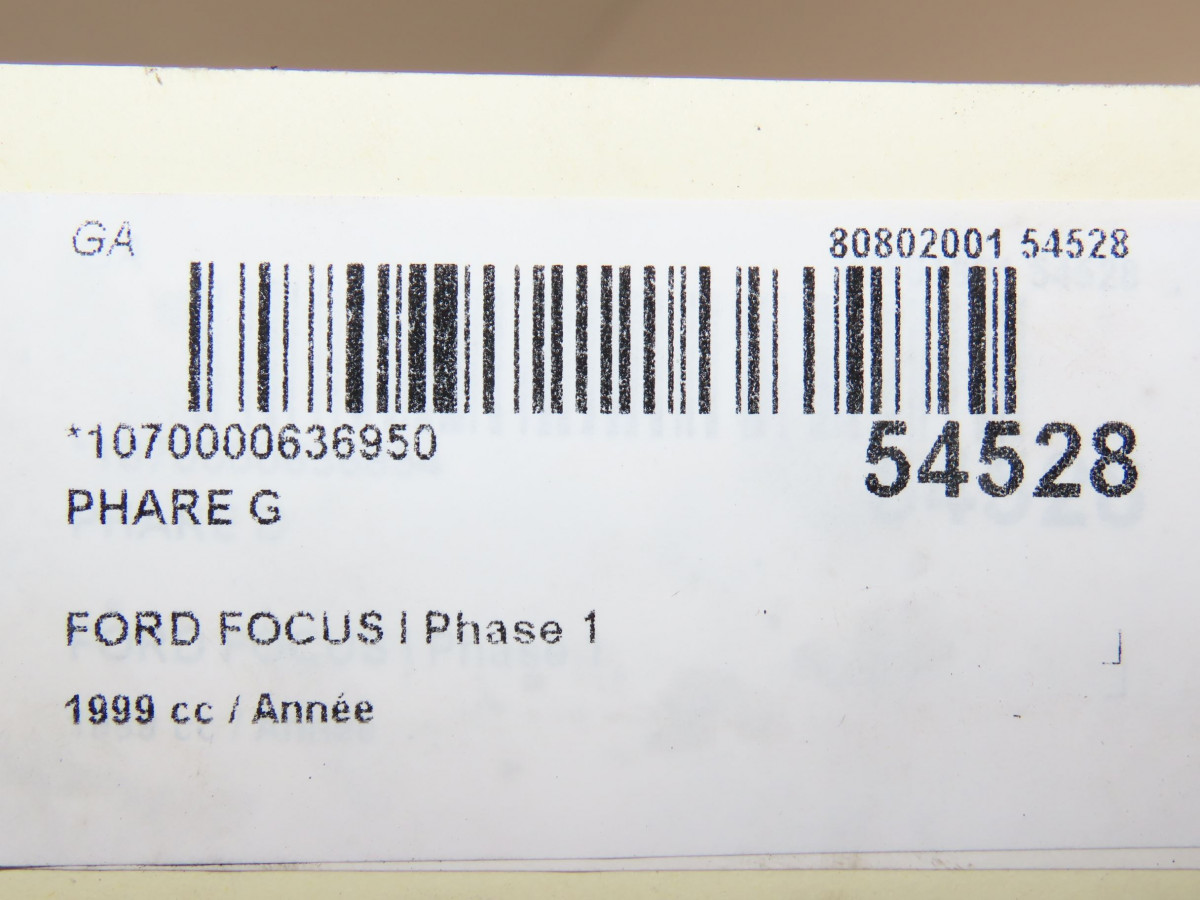 GA 80802001 54528
*1070000636950 54528
PHARE G
FORD FOCUS I Phase 1
1999 cc / Année